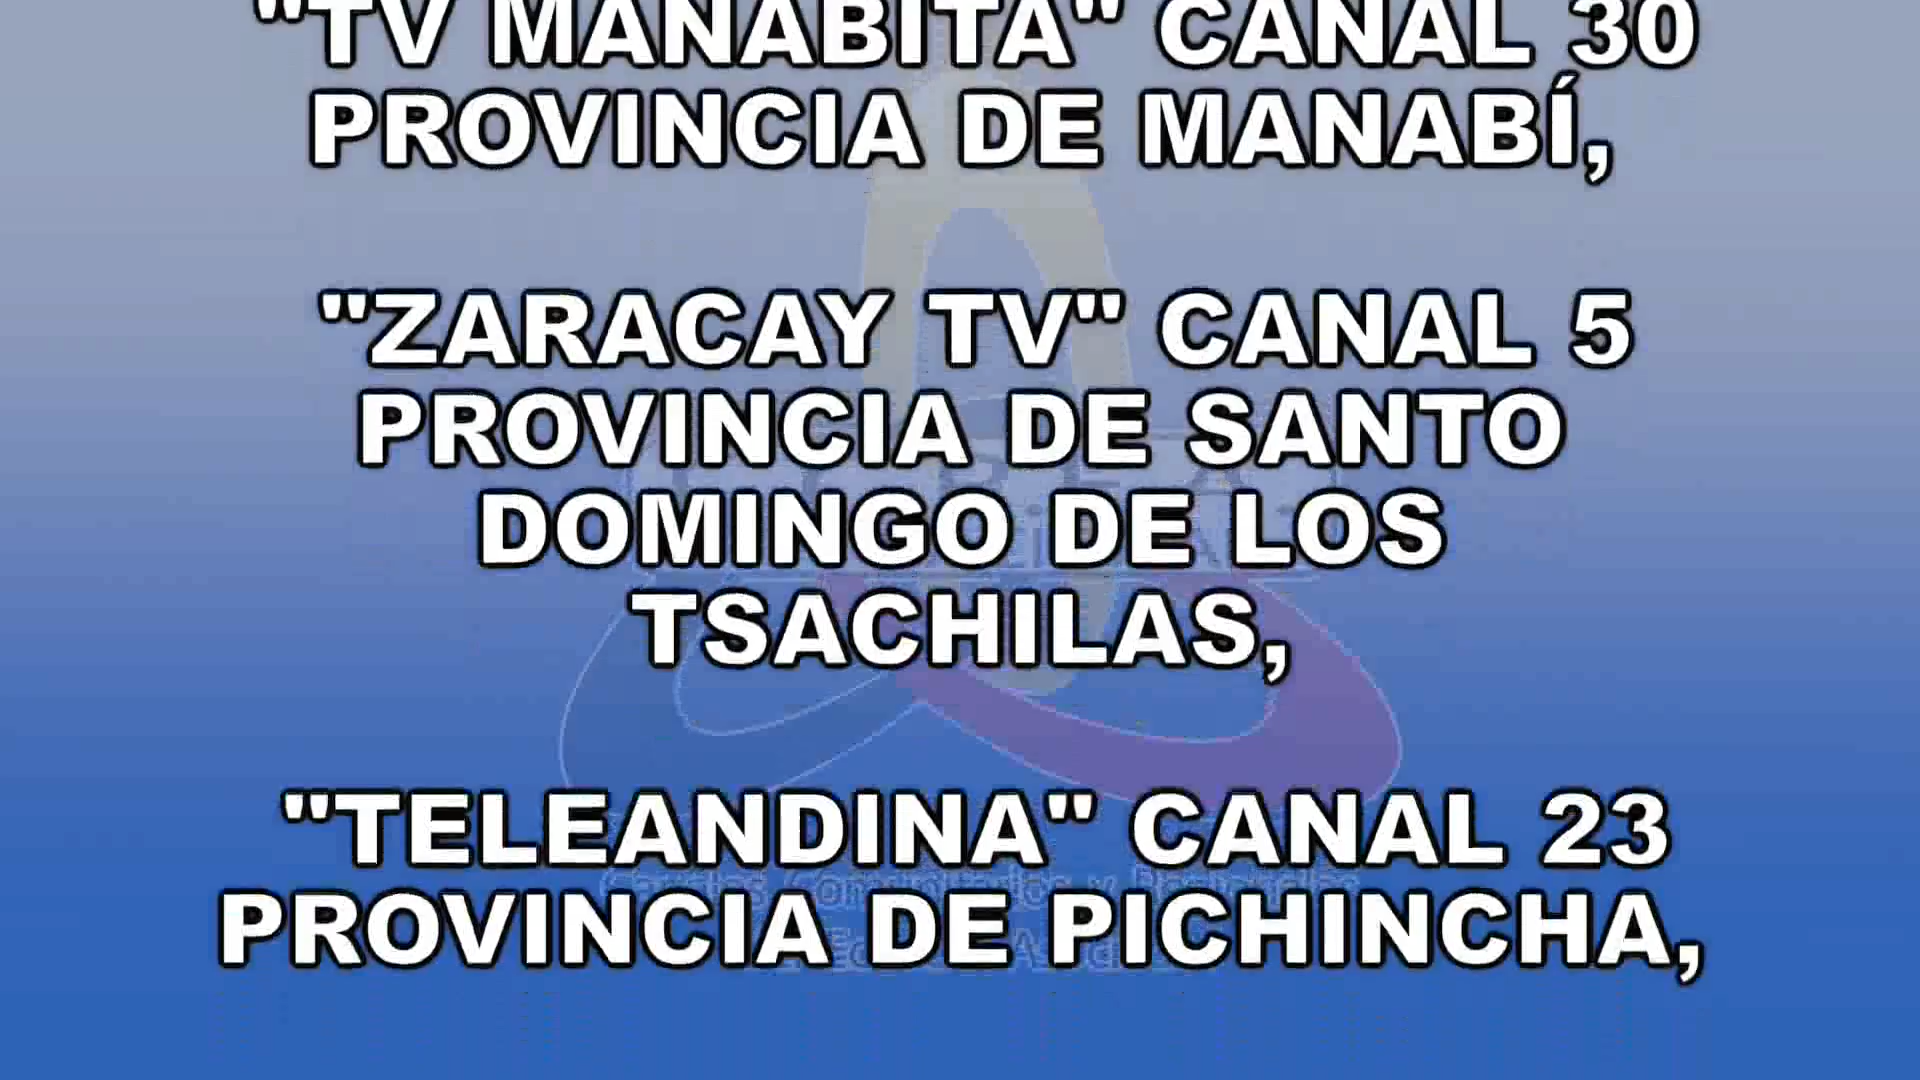 "TV MANABITA" CANAL 30
PROVINCIA DE MANABÍ,
"ZARACAY TV" CANAL 5
PROVINCIA DE SANTO
DOMINGO DE LOS
TSACHILAS,
"TELEANDINA" CANAL 23
PROVINCIA DE PICHINCHA,